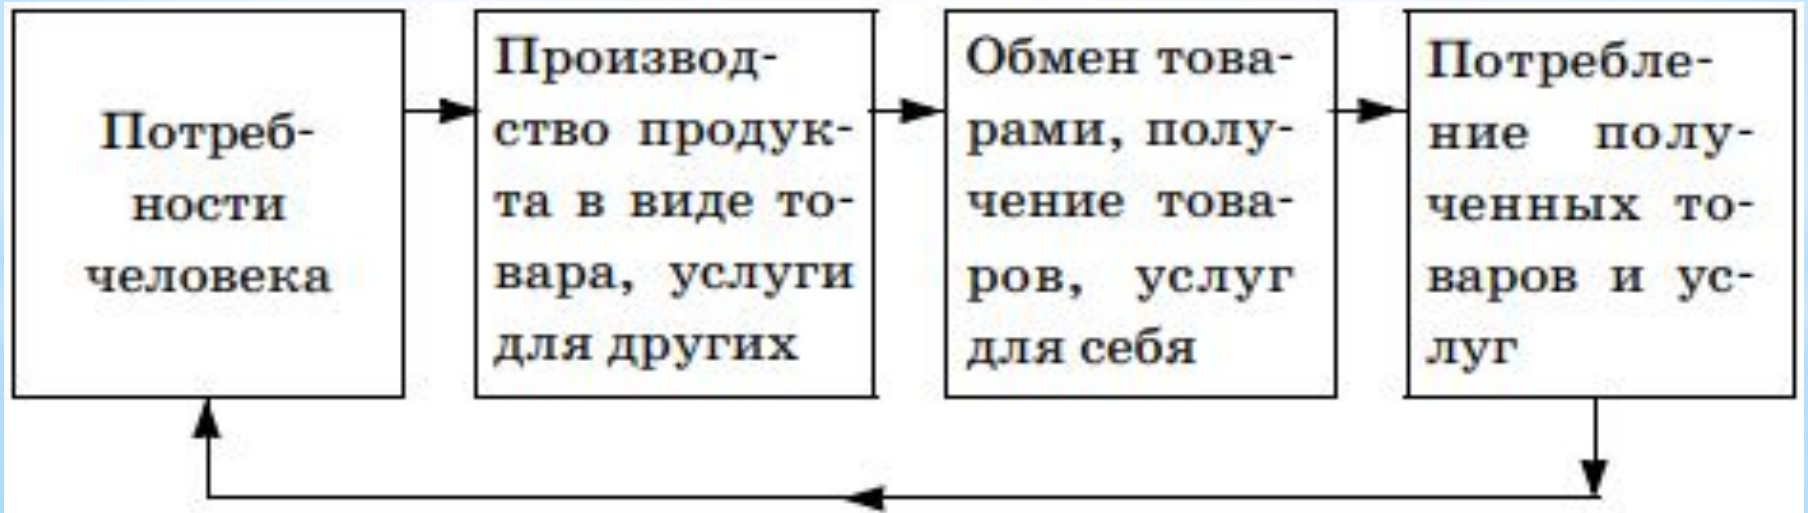 Потреб-
ности
человека
Производ-
ство продук-
та в виде то-
вара, услуги
для других
Обмен това-
рами, полу-
чение това-
ров, услуг
для себя
Потребле-
ние полу-
ченных то-
варов и ус-
луг